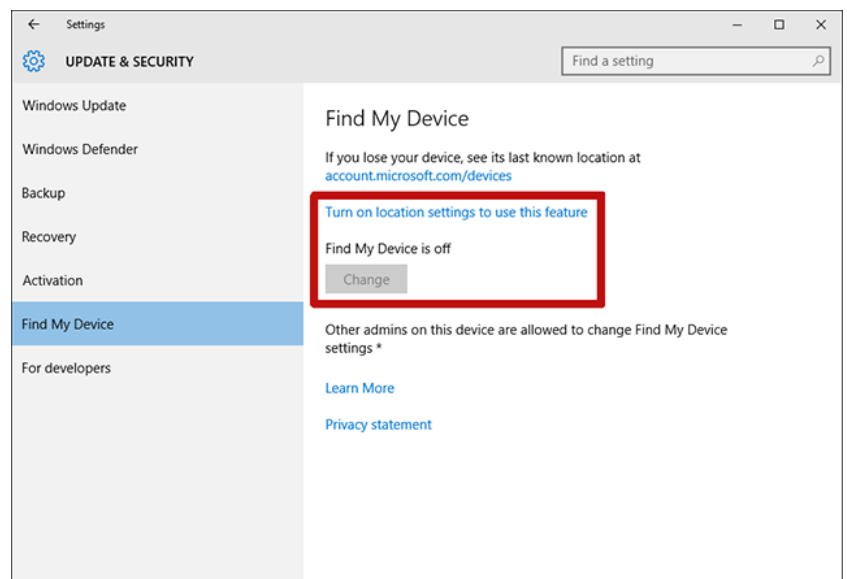 Settings
UPDATE & SECURITY
Find a setting
Windows Update
Windows Defender
Backup
Recovery
Activation
Find My Device
For developers
Find My Device
If you lose your device, see its last known location at
account.microsoft.com/devices
Turn on location settings to use this feature
Find My Device is off
Change
Other admins on this device are allowed to change Find My Device
settings *
Learn More
Privacy statement